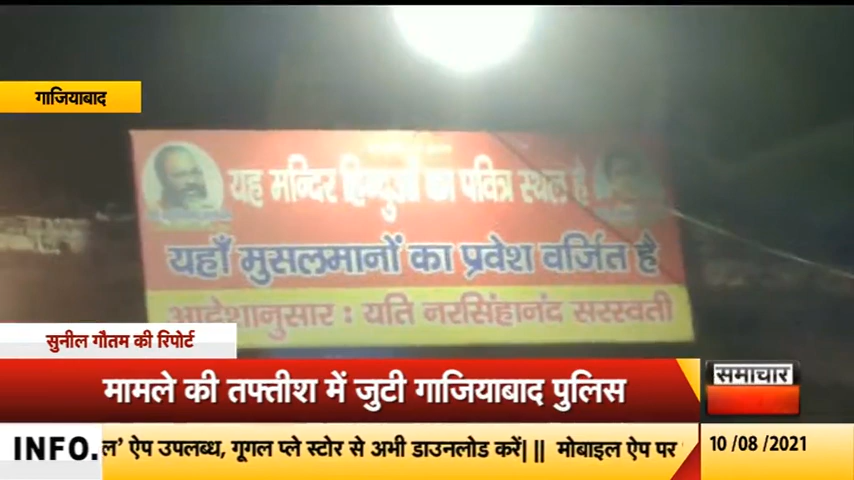 गाजियाबाद
यह मन्दिर हिन्दुओं का पवित्र स्थल है
यहाँ मुसलमानों का प्रवेश वर्जित है
आदेशानुसार : यति नरसिंहानंद सरस्वती
सुनील गौतम की रिपोर्ट
मामले की तफ्तीश में जुटी गाजियाबाद पुलिस
समाचार
INFO. ल' ऐप उपलब्ध, गूगल प्ले स्टोर से अभी डाउनलोड करें| || मोबाइल ऐप पर '
10 /08 /2021